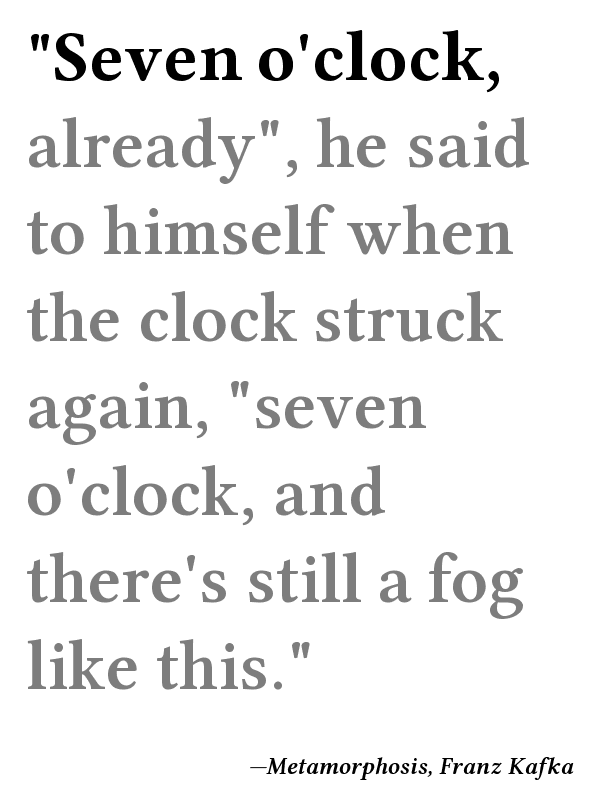 "Seven o'clock,
already", he said
to himself when
the clock struck
again, "seven
o'clock, and
there's still a fog
like this."
—Metamorphosis, Franz Kafka